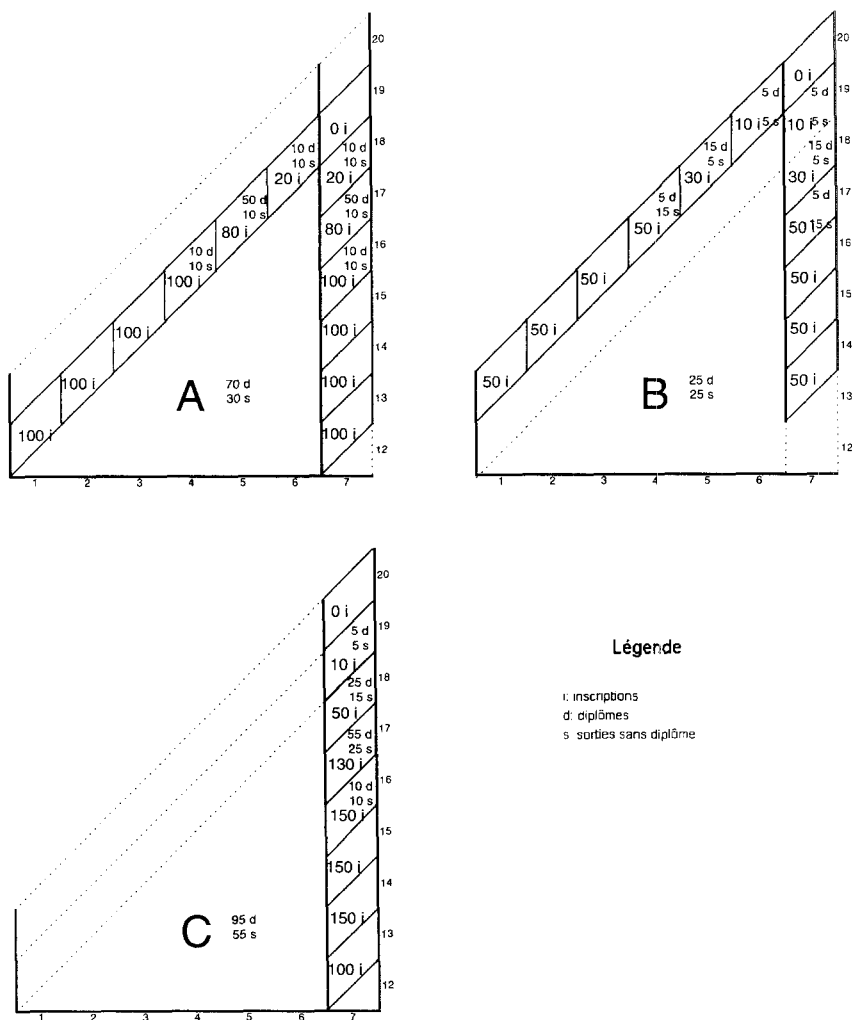 20
19
0 i
18
10 d
10 s
10 d
10 s
20 i
20 i
17
50 d
10 s
50 d
10 s
80 i
80 i
16
10 d
10 s
10 d
10 s
100 i
100 i
15
100 i
100 i
14
100 i
100 i
13
100 i
100 i
12
A
70 d
30 s
1 2 3 4 5 6 7
20
0 i
5 d
5 d
19
10 i 5 s
10 i 5 s
18
15 d
5 s
15 d
5 s
30 i
30 i
17
5 d
15 s
5 d
50 i
50 i 15 s
16
50 i
50 i
15
50 i
50 i
14
50 i
50 i
13
12
B
25 d
25 s
1 2 3 4 5 6 7
20
0 i
19
5 d
5 s
10 i
18
25 d
15 s
50 i
17
55 d
25 s
130 i
16
10 d
10 s
150 i
15
150 i
14
150 i
13
100 i
12
C
95 d
55 s
1 2 3 4 5 6 7
Légende
i: inscriptions
d: diplômes
s sorties sans diplôme